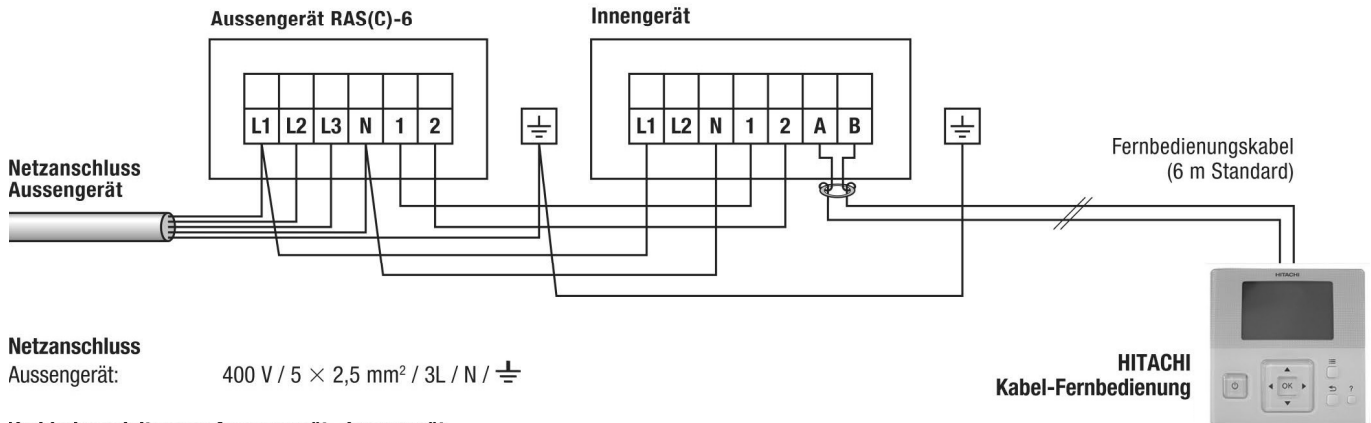 Aussengerät RAS(C)-6
Innengerät
L1 L2 L3 N 1 2
L1 L2 N 1 2 A B
Netzanschluss
Aussengerät
Fernbedienungskabel
(6 m Standard)
HITACHI
OK
?
HITACHI
Kabel-Fernbedienung
Netzanschluss
Aussengerät: 400 V / 5 × 2,5 mm² / 3L / N / ⏚